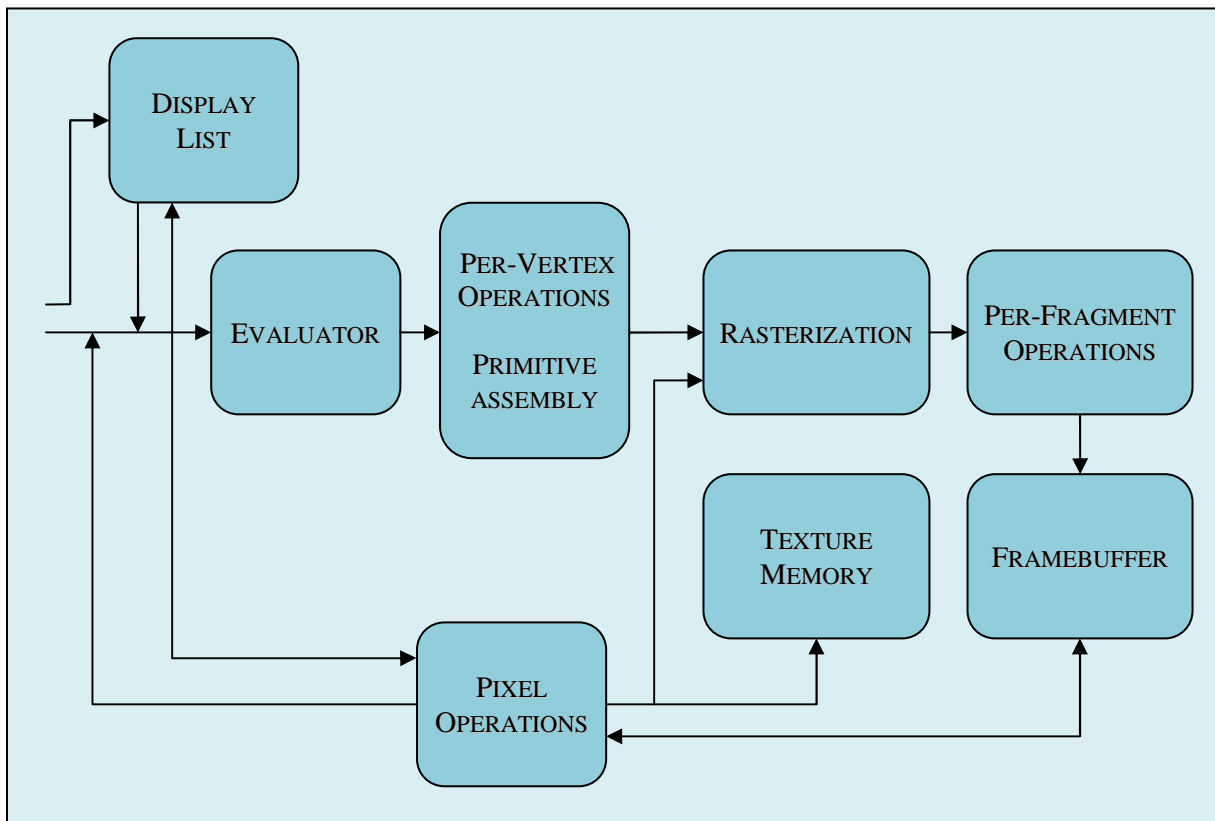 DISPLAY
LIST
EVALUATOR
PER-VERTEX
OPERATIONS
PRIMITIVE
ASSEMBLY
RASTERIZATION
PER-FRAGMENT
OPERATIONS
TEXTURE
MEMORY
FRAMEBUFFER
PIXEL
OPERATIONS